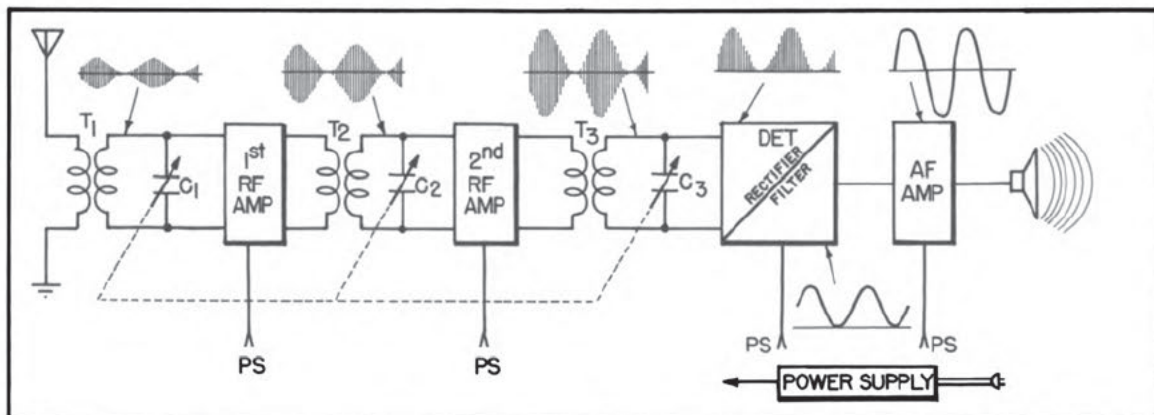 T1
C1
1st
RF
AMP
T2
C2
2nd
RF
AMP
T3
C3
DET
RECTIFIER
FILTER
AF
AMP
PS
PS
PS
PS
POWER SUPPLY